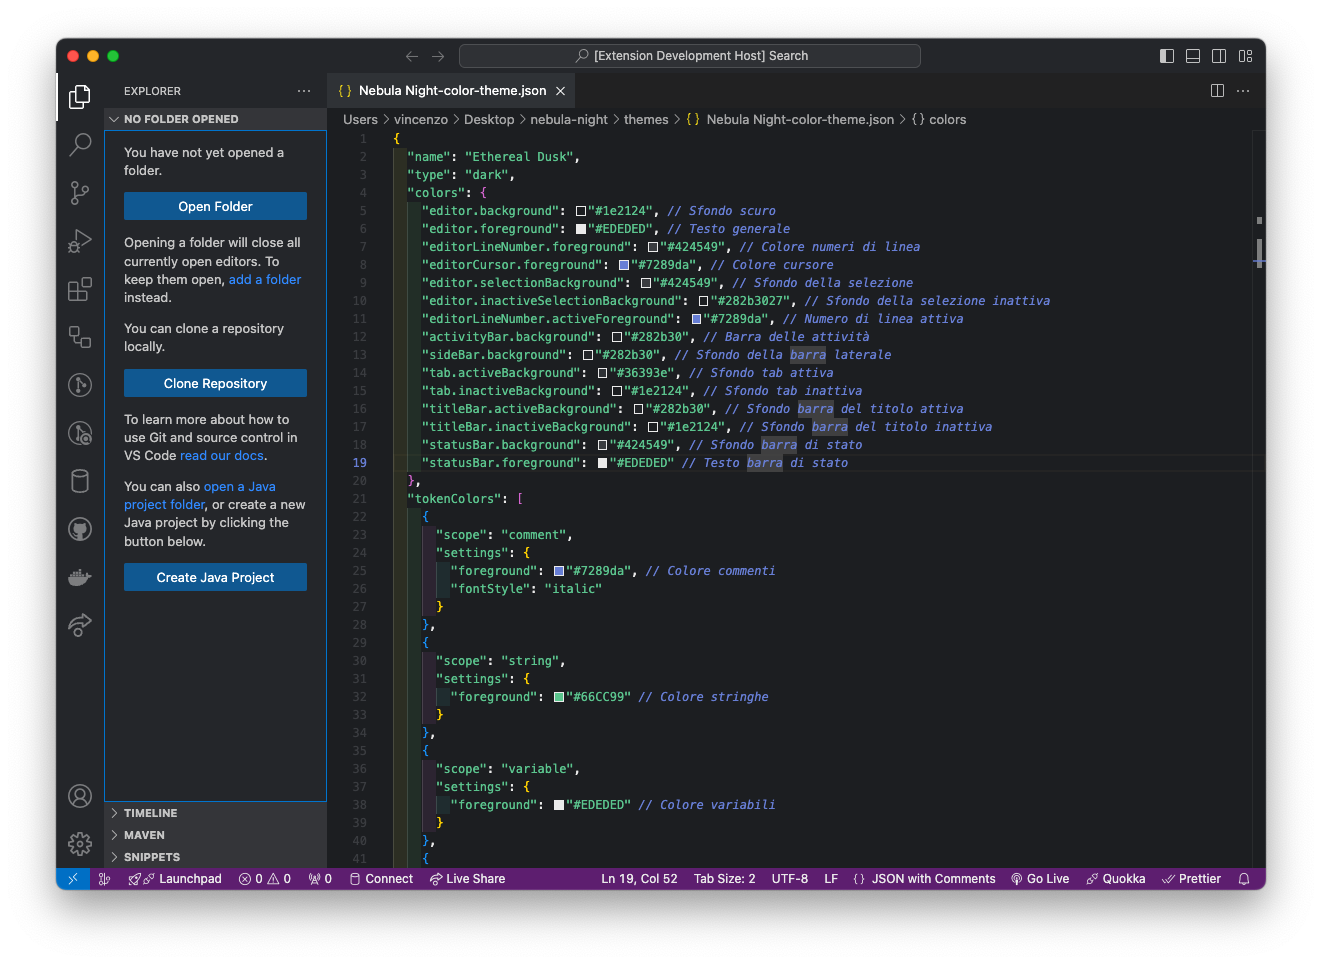 [Extension Development Host] Search
EXPLORER
NO FOLDER OPENED
You have not yet opened a
folder.
Open Folder
Opening a folder will close all
currently open editors. To
keep them open, add a folder
instead.
You can clone a repository
locally.
Clone Repository
To learn more about how to
use Git and source control in
VS Code read our docs.
You can also open a Java
project folder, or create a new
Java project by clicking the
button below.
Create Java Project
TIMELINE
MAVEN
SNIPPETS
{ } Nebula Night-color-theme.json
Users > vincenzo > Desktop > nebula-night > themes > { } Nebula Night-color-theme.json > { } colors
1 {
2 "name": "Ethereal Dusk",
3 "type": "dark",
4 "colors": {
5 "editor.background": "#1e2124", // Sfondo scuro
6 "editor.foreground": "#EDEDED", // Testo generale
7 "editorLineNumber.foreground": "#424549", // Colore numeri di linea
8 "editorCursor.foreground": "#7289da", // Colore cursore
9 "editor.selectionBackground": "#424549", // Sfondo della selezione
10 "editor.inactiveSelectionBackground": "#282b3027", // Sfondo della selezione inattiva
11 "editorLineNumber.activeForeground": "#7289da", // Numero di linea attiva
12 "activityBar.background": "#282b30", // Barra delle attività
13 "sideBar.background": "#282b30", // Sfondo della barra laterale
14 "tab.activeBackground": "#36393e", // Sfondo tab attiva
15 "tab.inactiveBackground": "#1e2124", // Sfondo tab inattiva
16 "titleBar.activeBackground": "#282b30", // Sfondo barra del titolo attiva
17 "titleBar.inactiveBackground": "#1e2124", // Sfondo barra del titolo inattiva
18 "statusBar.background": "#424549", // Sfondo barra di stato
19 "statusBar.foreground": "#EDEDED" // Testo barra di stato
20 },
21 "tokenColors": [
22 {
23 "scope": "comment",
24 "settings": {
25 "foreground": "#7289da", // Colore commenti
26 "fontStyle": "italic"
27 }
28 },
29 {
30 "scope": "string",
31 "settings": {
32 "foreground": "#66CC99" // Colore stringhe
33 }
34 },
35 {
36 "scope": "variable",
37 "settings": {
38 "foreground": "#EDEDED" // Colore variabili
39 }
40 },
41 {
Launchpad 0 0 0 Connect Live Share Ln 19, Col 52 Tab Size: 2 UTF-8 LF { } JSON with Comments Go Live Quokka Prettier